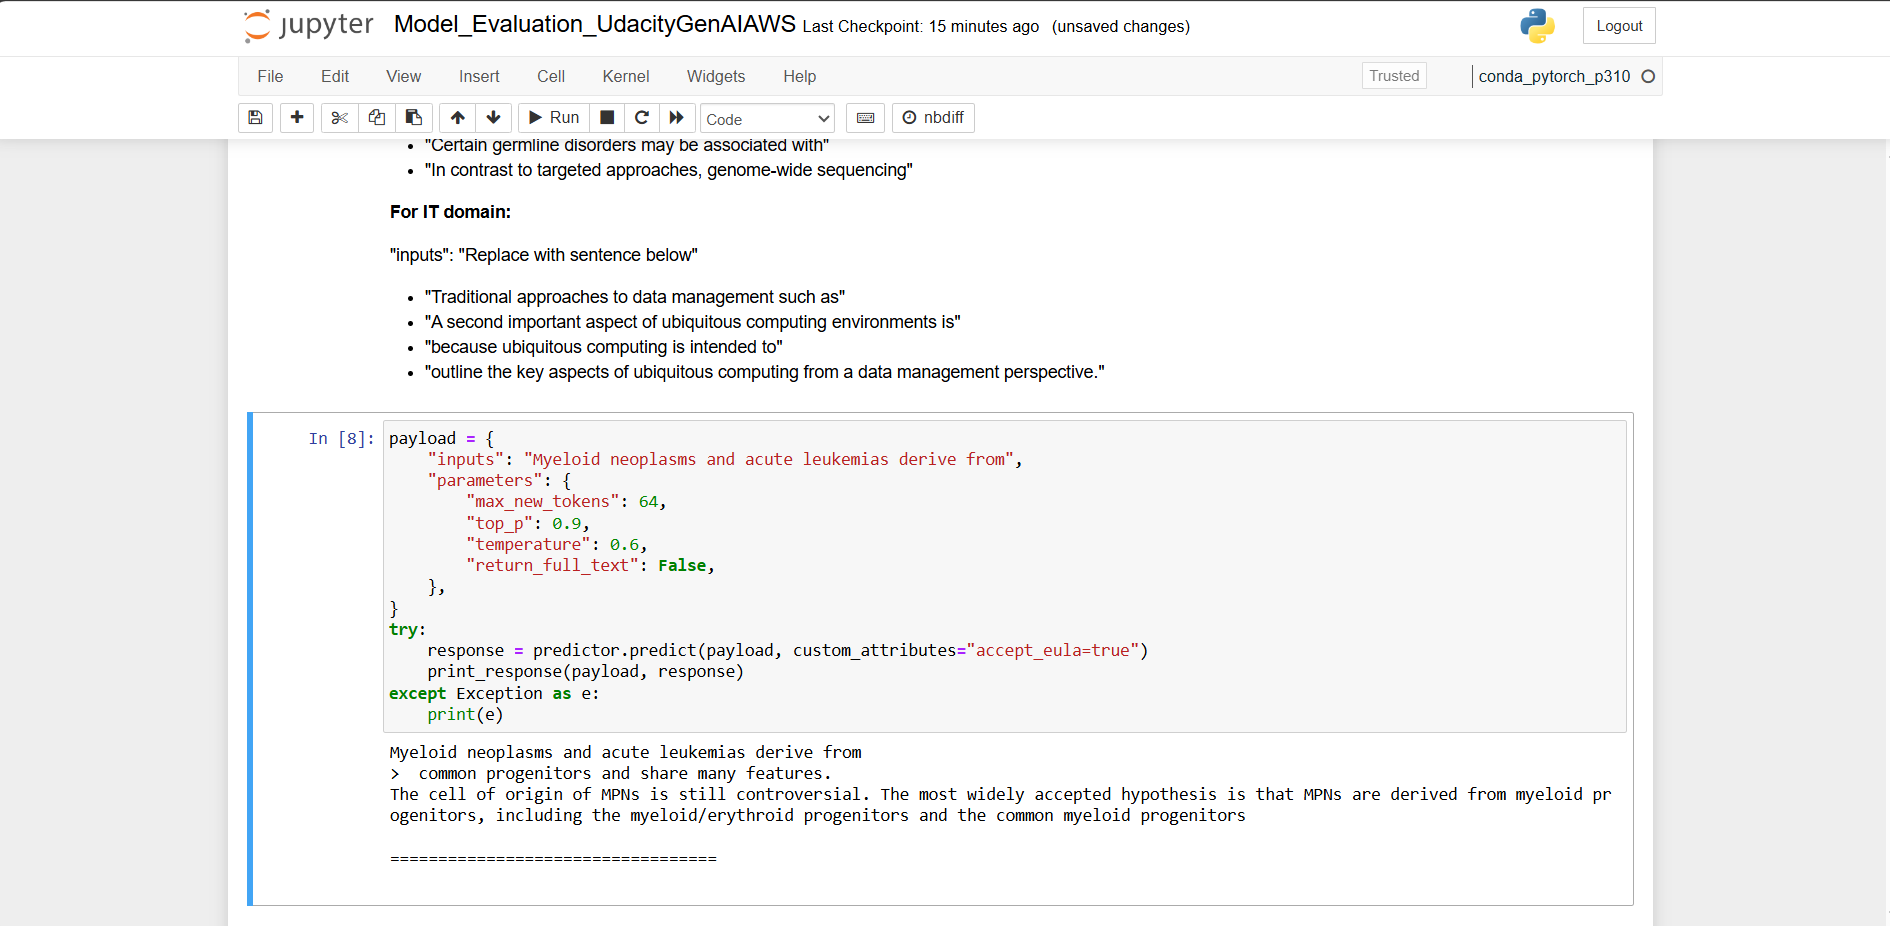 jupyter Model_Evaluation_UdacityGenAIAWS Last Checkpoint: 15 minutes ago (unsaved changes) Logout
File Edit View Insert Cell Kernel Widgets Help Trusted conda_pytorch_p310
Run Code nbdiff
• "Certain germline disorders may be associated with"
• "In contrast to targeted approaches, genome-wide sequencing"
For IT domain:
"inputs": "Replace with sentence below"
• "Traditional approaches to data management such as"
• "A second important aspect of ubiquitous computing environments is"
• "because ubiquitous computing is intended to"
• "outline the key aspects of ubiquitous computing from a data management perspective."
In [8]: payload = {
    "inputs": "Myeloid neoplasms and acute leukemias derive from",
    "parameters": {
        "max_new_tokens": 64,
        "top_p": 0.9,
        "temperature": 0.6,
        "return_full_text": False,
    },
}
try:
    response = predictor.predict(payload, custom_attributes="accept_eula=true")
    print_response(payload, response)
except Exception as e:
    print(e)
Myeloid neoplasms and acute leukemias derive from
>  common progenitors and share many features.
The cell of origin of MPNs is still controversial. The most widely accepted hypothesis is that MPNs are derived from myeloid pr
ogenitors, including the myeloid/erythroid progenitors and the common myeloid progenitors
==================================